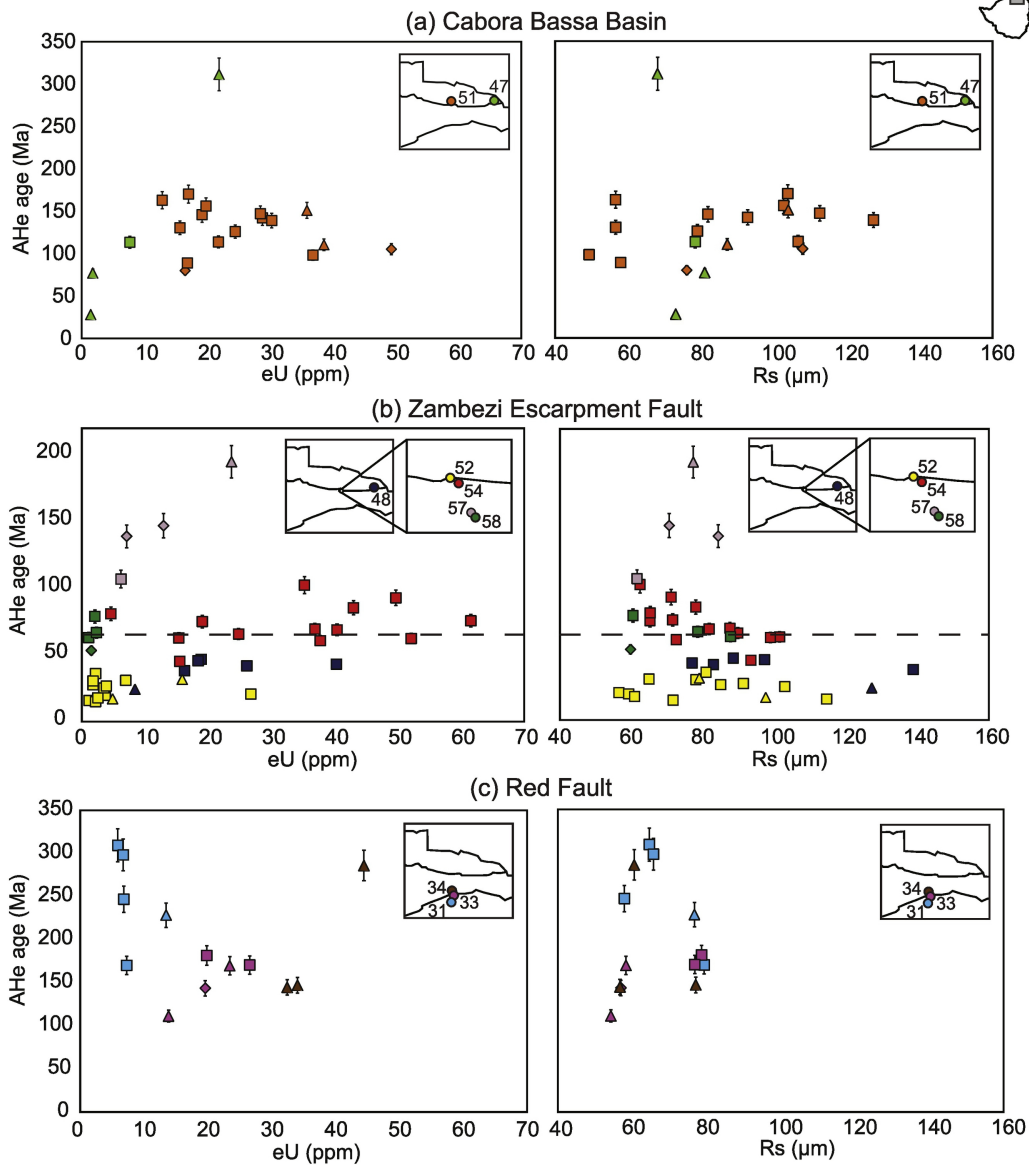 (a) Cabora Bassa Basin
350
300
250
200
150
100
50
0
AHe age (Ma)
51
47
0 10 20 30 40 50 60 70
eU (ppm)
51
47
40 60 80 100 120 140 160
Rs (µm)
(b) Zambezi Escarpment Fault
200
150
100
50
0
AHe age (Ma)
48
52
54
57
58
0 10 20 30 40 50 60 70
eU (ppm)
48
52
54
57
58
40 60 80 100 120 140 160
Rs (µm)
(c) Red Fault
350
300
250
200
150
100
50
0
AHe age (Ma)
34
33
31
0 10 20 30 40 50 60 70
eU (ppm)
34
33
31
40 60 80 100 120 140 160
Rs (µm)